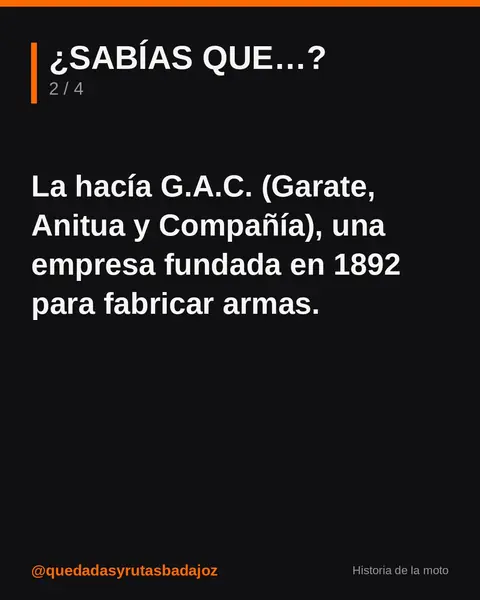 ¿SABÍAS QUE...?
2 / 4
La hacía G.A.C. (Garate,
Anitua y Compañía), una
empresa fundada en 1892
para fabricar armas.
@quedadasyrutasbadajoz
Historia de la moto